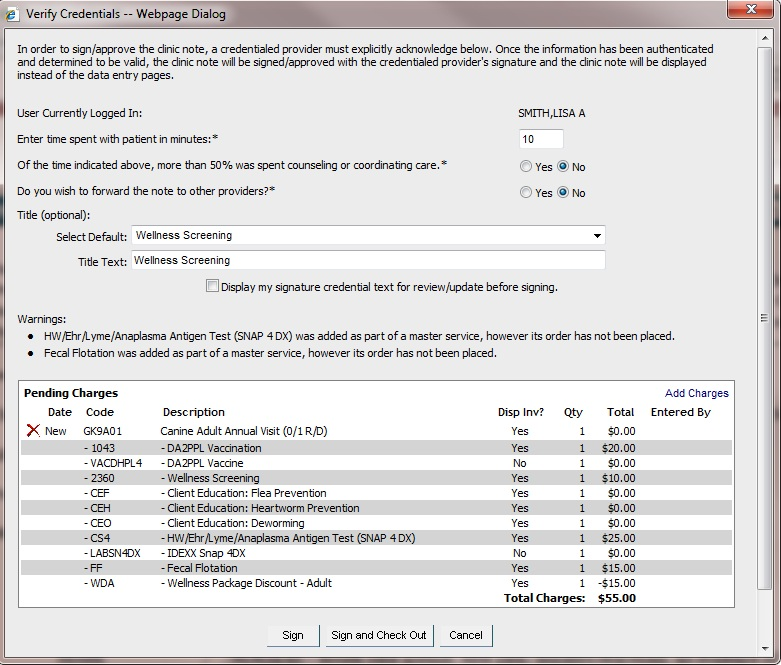 Verify Credentials -- Webpage Dialog
In order to sign/approve the clinic note, a credentialed provider must explicitly acknowledge below. Once the information has been authenticated
and determined to be valid, the clinic note will be signed/approved with the credentialed provider's signature and the clinic note will be displayed
instead of the data entry pages.
User Currently Logged In: SMITH,LISA A
Enter time spent with patient in minutes:* 10
Of the time indicated above, more than 50% was spent counseling or coordinating care.* Yes No
Do you wish to forward the note to other providers?* Yes No
Title (optional):
Select Default: Wellness Screening
Title Text: Wellness Screening
Display my signature credential text for review/update before signing.
Warnings:
• HW/Ehr/Lyme/Anaplasma Antigen Test (SNAP 4 DX) was added as part of a master service, however its order has not been placed.
• Fecal Flotation was added as part of a master service, however its order has not been placed.
Pending Charges Add Charges
Date Code Description Disp Inv? Qty Total Entered By
New GK9A01 Canine Adult Annual Visit (0/1 R/D) Yes 1 $0.00
- 1043 - DA2PPL Vaccination Yes 1 $20.00
- VACDHPL4 - DA2PPL Vaccine No 1 $0.00
- 2360 - Wellness Screening Yes 1 $10.00
- CEF - Client Education: Flea Prevention Yes 1 $0.00
- CEH - Client Education: Heartworm Prevention Yes 1 $0.00
- CEO - Client Education: Deworming Yes 1 $0.00
- CS4 - HW/Ehr/Lyme/Anaplasma Antigen Test (SNAP 4 DX) Yes 1 $25.00
- LABSN4DX - IDEXX Snap 4DX No 1 $0.00
- FF - Fecal Flotation Yes 1 $15.00
- WDA - Wellness Package Discount - Adult Yes 1 -$15.00
Total Charges: $55.00
Sign Sign and Check Out Cancel